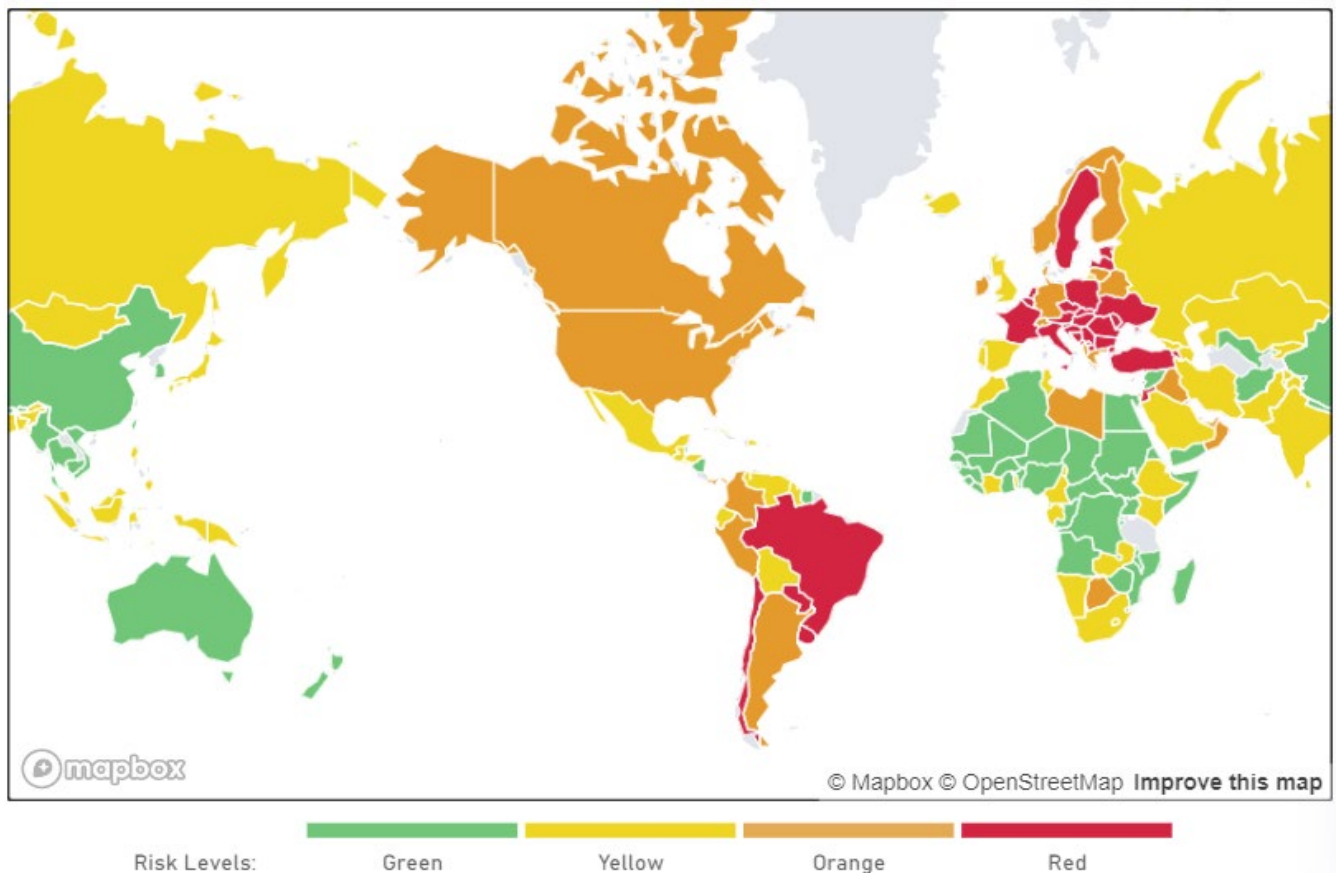 mapbox
© Mapbox © OpenStreetMap Improve this map
Risk Levels:
Green
Yellow
Orange
Red